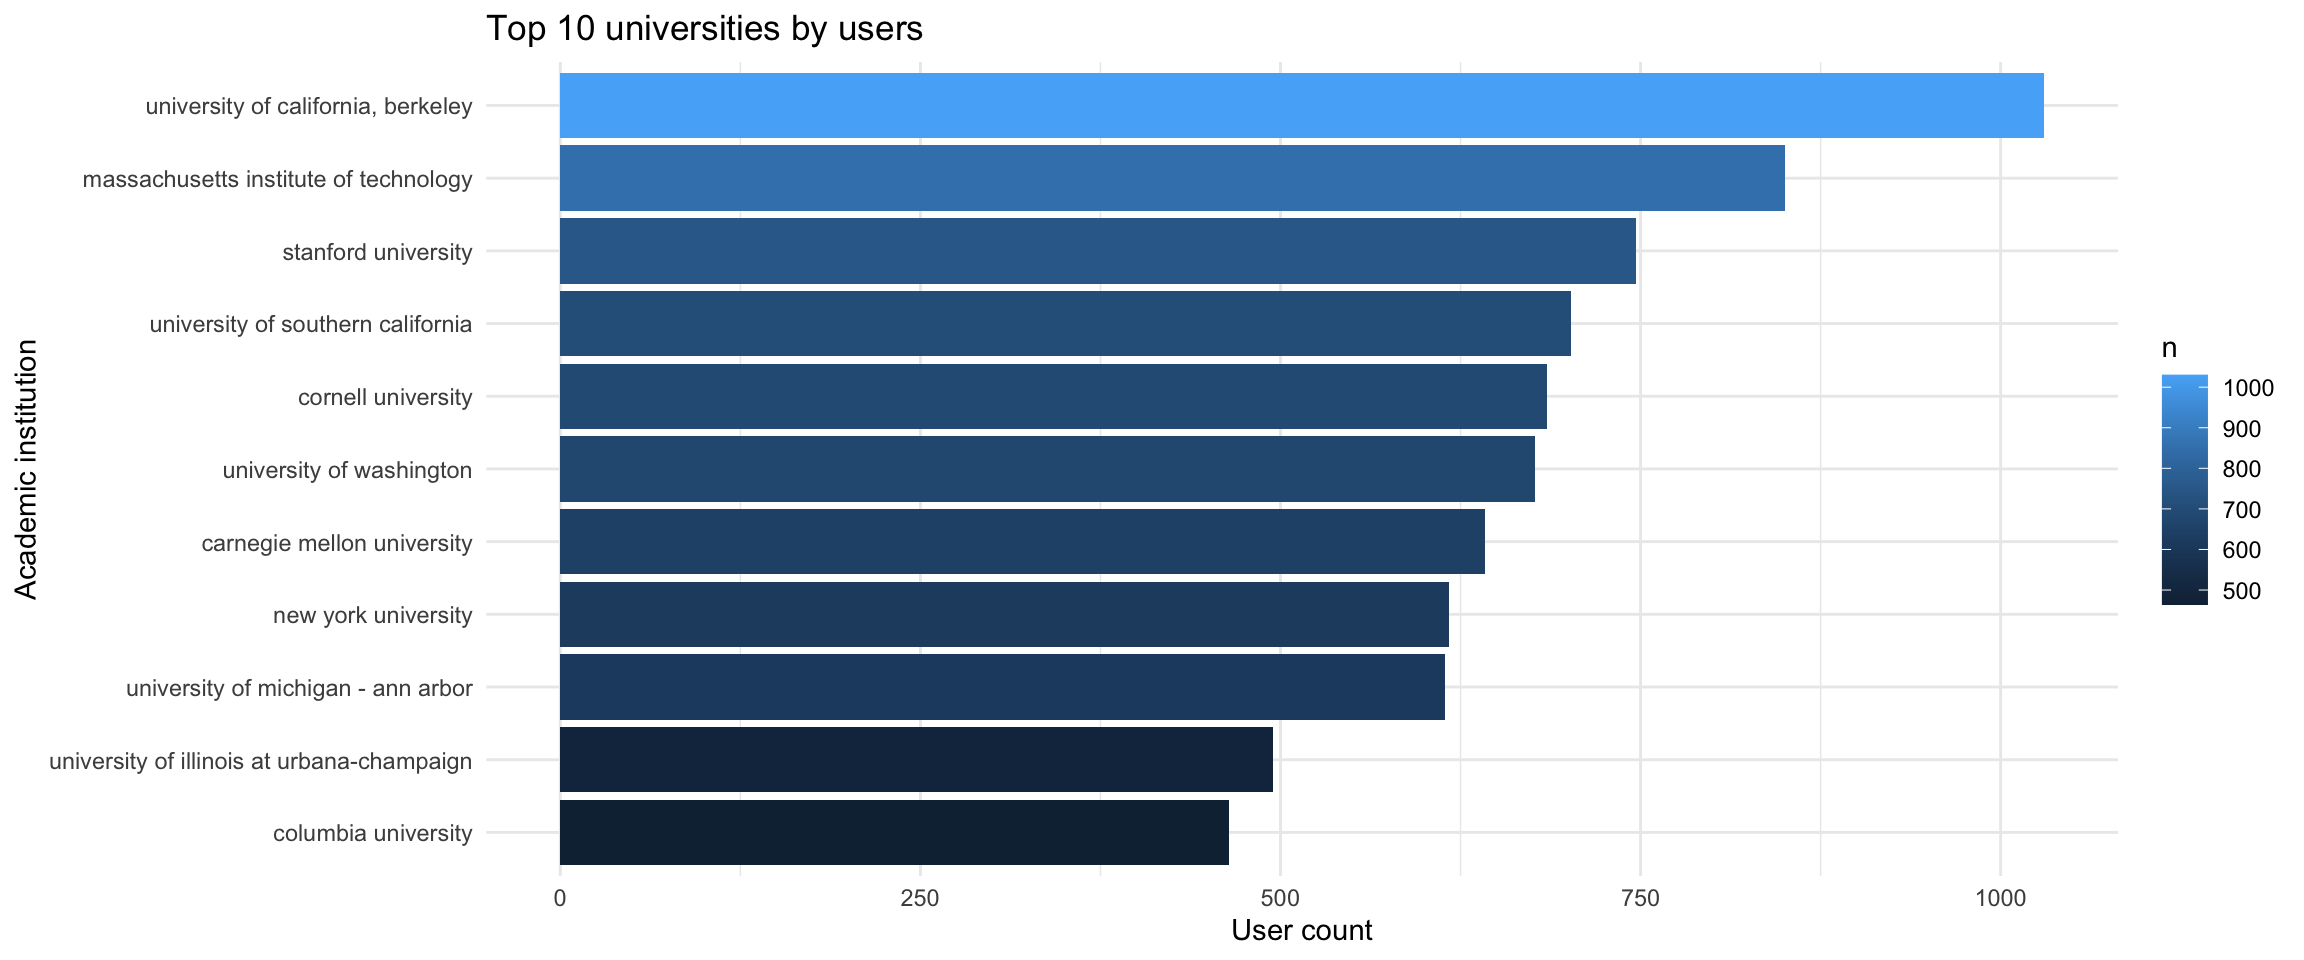 Top 10 universities by users
Academic institution
university of california, berkeley
massachusetts institute of technology
stanford university
university of southern california
cornell university
university of washington
carnegie mellon university
new york university
university of michigan - ann arbor
university of illinois at urbana-champaign
columbia university
0 250 500 750 1000
User count
n
1000
900
800
700
600
500